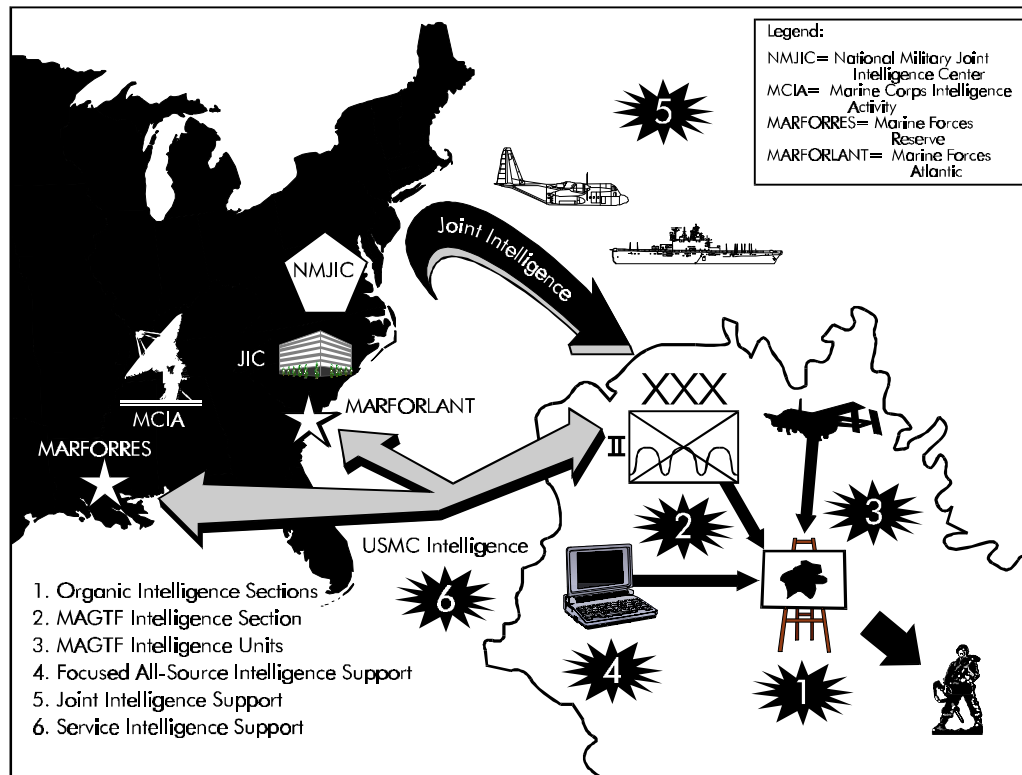 Legend:
NMJIC= National Military Joint
Intelligence Center
MCIA= Marine Corps Intelligence
Activity
MARFORRES= Marine Forces
Reserve
MARFORLANT= Marine Forces
Atlantic
5
Joint Intelligence
NMJIC
JIC
MCIA
MARFORLANT
MARFORRES
XXX
II
2
3
USMC Intelligence
6
4
1
1. Organic Intelligence Sections
2. MAGTF Intelligence Section
3. MAGTF Intelligence Units
4. Focused All-Source Intelligence Support
5. Joint Intelligence Support
6. Service Intelligence Support